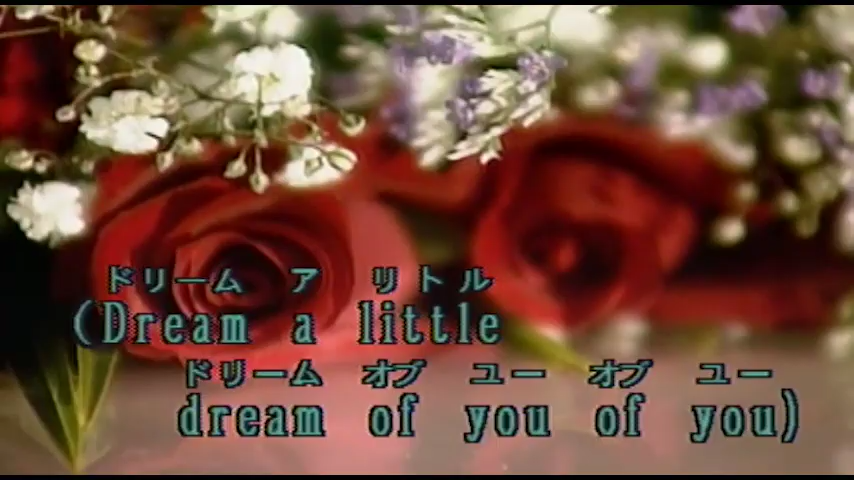 ドリーム ア リトル
(Dream a little
ドリーム オブ ユー オブ ユー
dream of you of you)